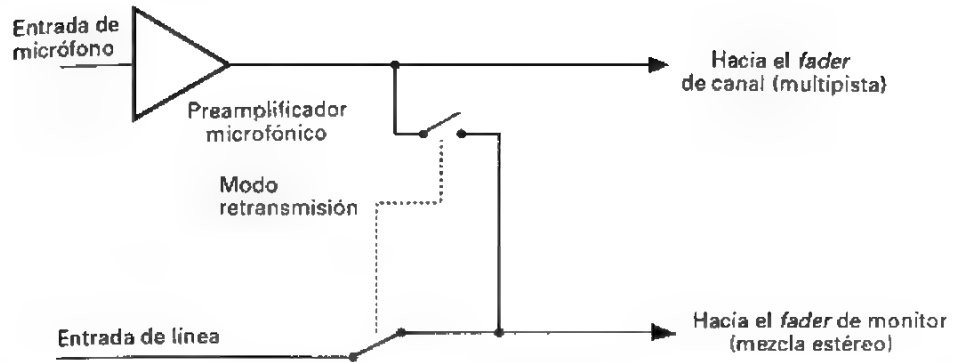 Entrada de
micrófono
Hacia el fader
de canal (multipista)
Preamplificador
microfónico
Modo
retransmisión
Entrada de línea
Hacia el fader de monitor
(mezcla estéreo)